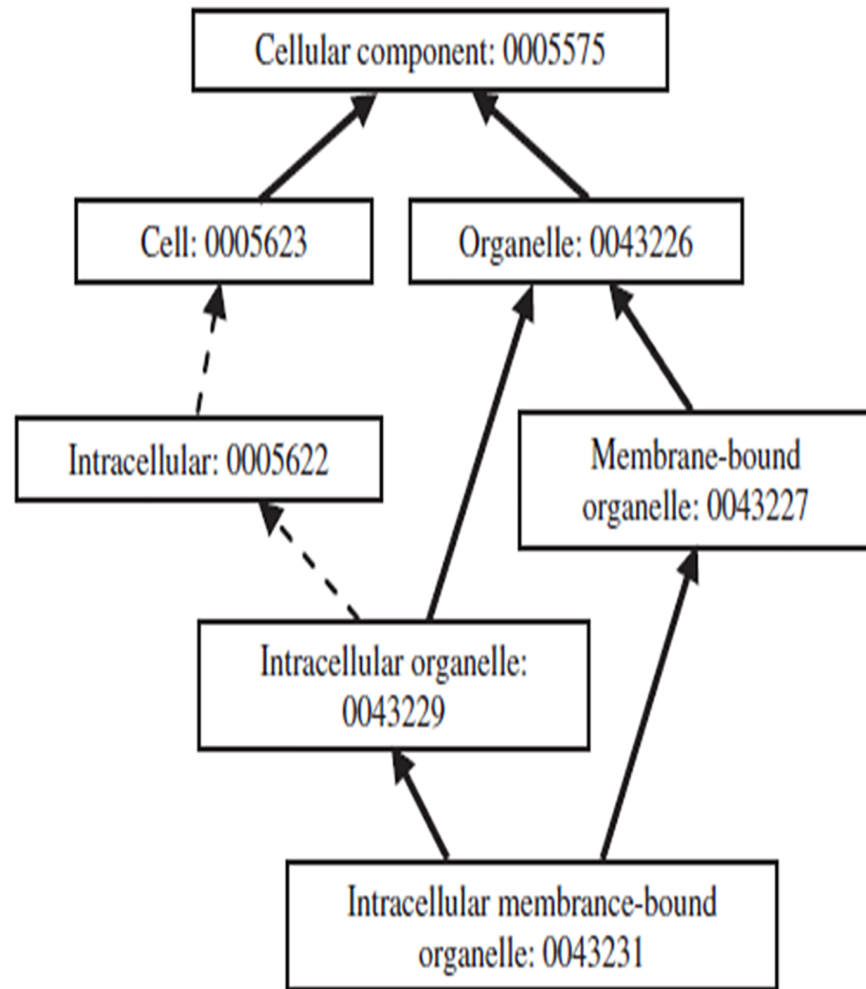 Cellular component: 0005575
Cell: 0005623
Organelle: 0043226
Intracellular: 0005622
Membrane-bound
organelle: 0043227
Intracellular organelle:
0043229
Intracellular membrance-bound
organelle: 0043231